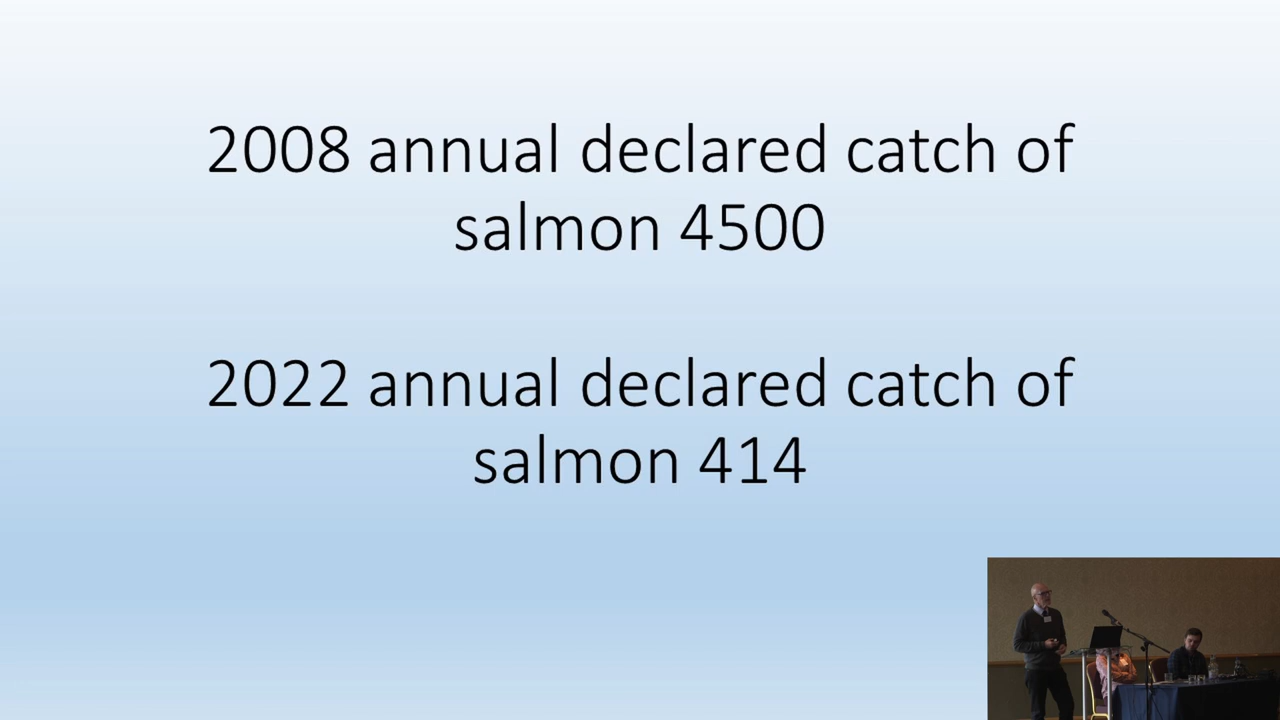 2008 annual declared catch of
salmon 4500
2022 annual declared catch of
salmon 414